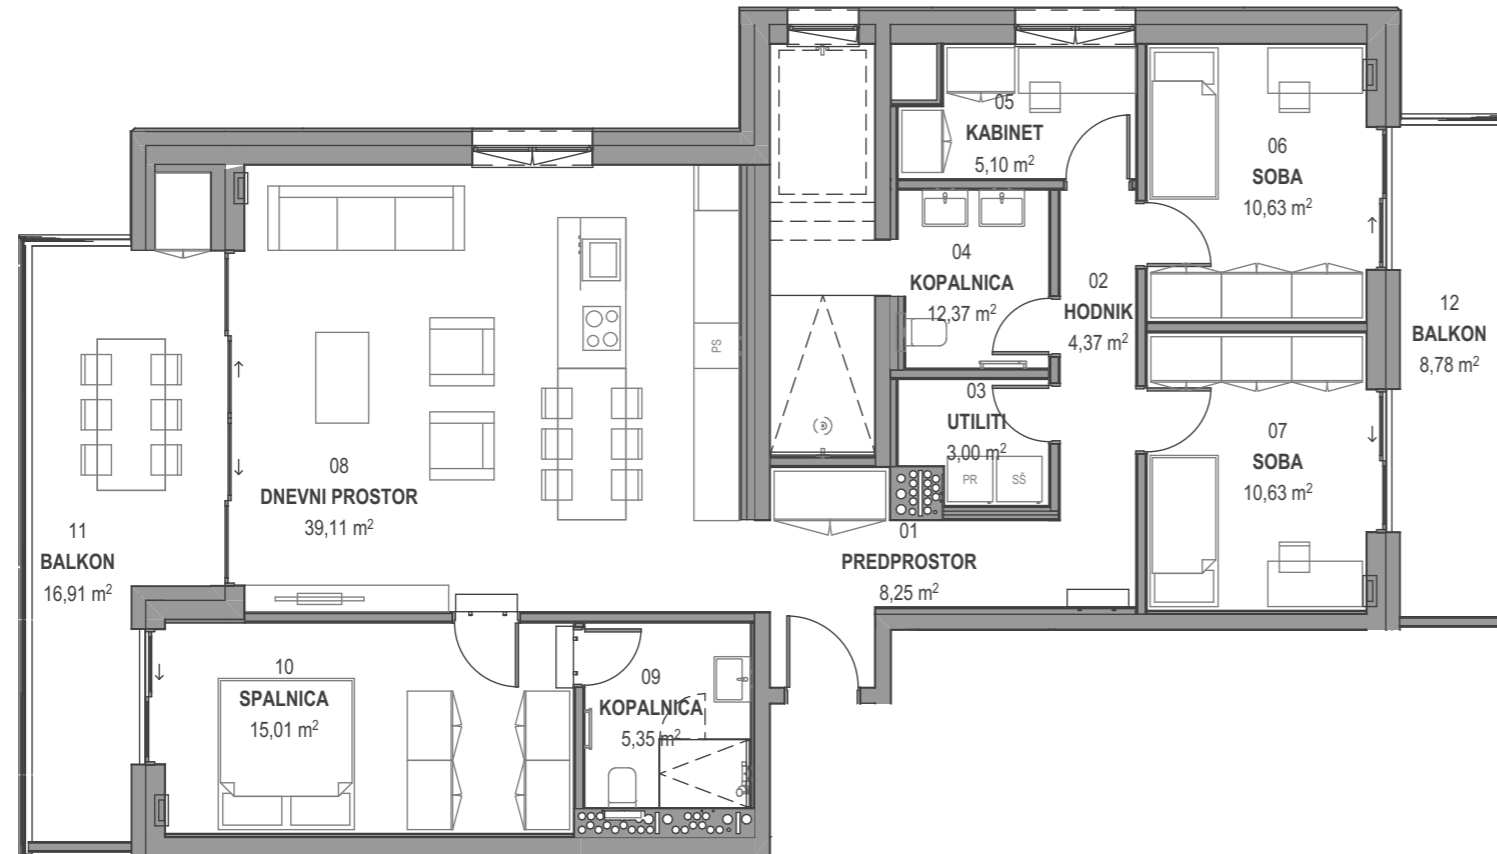 01
PREDPROSTOR
8,25 m²
02
HODNIK
4,37 m²
03
UTILITI
3,00 m²
PR
SŠ
04
KOPALNICA
12,37 m²
05
KABINET
5,10 m²
06
SOBA
10,63 m²
07
SOBA
10,63 m²
08
DNEVNI PROSTOR
39,11 m²
PS
09
KOPALNICA
5,35 m²
10
SPALNICA
15,01 m²
11
BALKON
16,91 m²
12
BALKON
8,78 m²